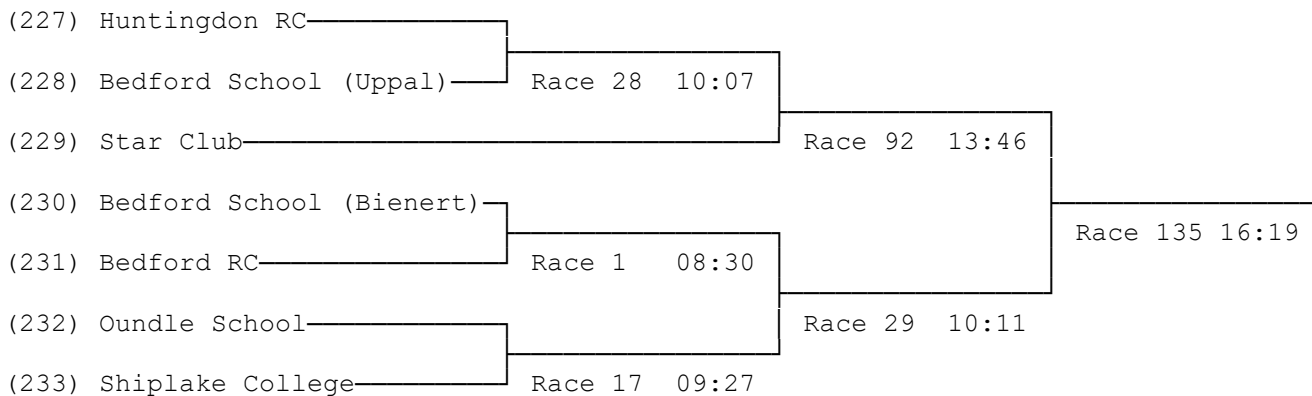 (227) Huntingdon RC
(228) Bedford School (Uppal) Race 28 10:07
(229) Star Club Race 92 13:46
(230) Bedford School (Bienert)
Race 135 16:19
(231) Bedford RC Race 1 08:30
(232) Oundle School Race 29 10:11
(233) Shiplake College Race 17 09:27